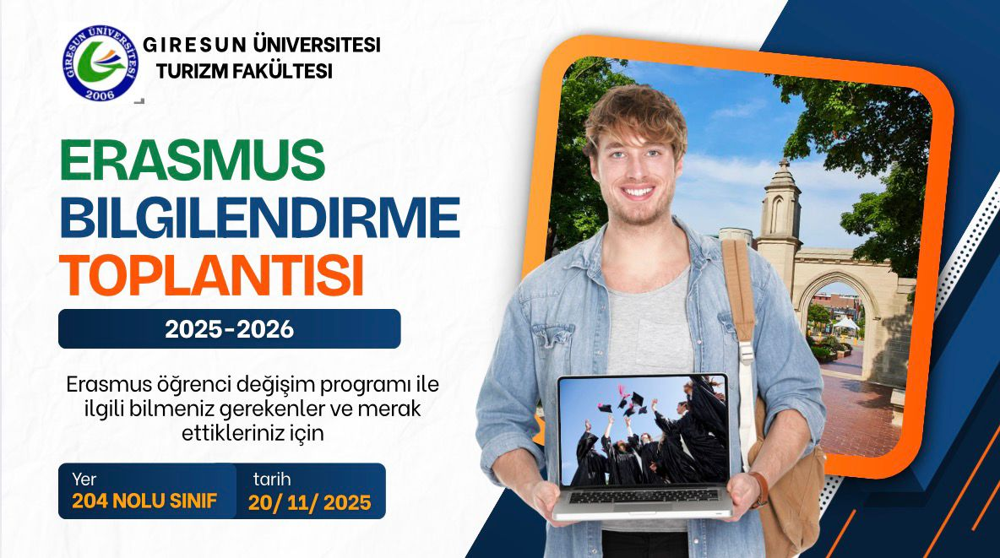 GİRESUN ÜNİVERSİTESİ
2006
GIRESUN ÜNIVERSITESI
TURIZM FAKÜLTESI
ERASMUS
BILGILENDIRME
TOPLANTISI
2025-2026
Erasmus öğrenci değişim programı ile
ilgili bilmeniz gerekenler ve merak
ettikleriniz için
Yer
204 NOLU SINIF
tarih
20/ 11/ 2025